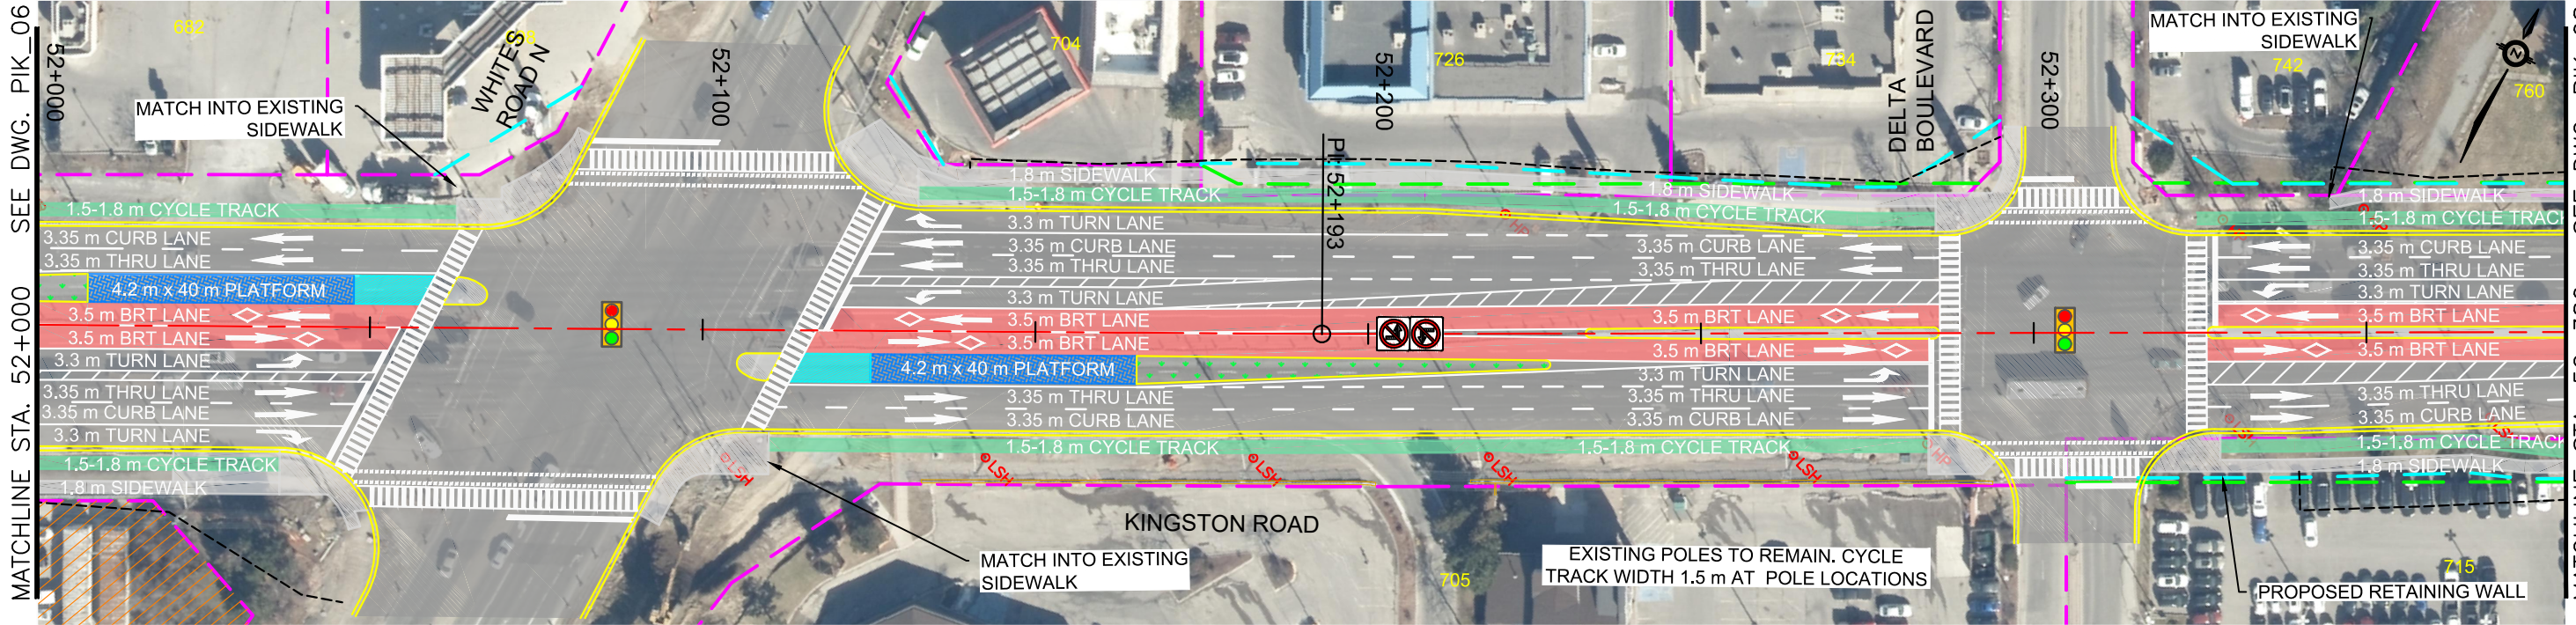 MATCHLINE STA. 52+000 SEE DWG. PIK_06
52+000
682
WHITES
ROAD N
MATCH INTO EXISTING
SIDEWALK
52+100
704
52+200
726
DELTA
BOULEVARD
52+300
MATCH INTO EXISTING
SIDEWALK
742
760
PI: 52+193
1.5-1.8 m CYCLE TRACK
3.35 m CURB LANE
3.35 m THRU LANE
4.2 m x 40 m PLATFORM
3.5 m BRT LANE
3.5 m BRT LANE
3.3 m TURN LANE
3.35 m THRU LANE
3.35 m CURB LANE
3.3 m TURN LANE
1.5-1.8 m CYCLE TRACK
1.8 m SIDEWALK
1.8 m SIDEWALK
1.5-1.8 m CYCLE TRACK
3.3 m TURN LANE
3.35 m CURB LANE
3.35 m THRU LANE
3.3 m TURN LANE
3.5 m BRT LANE
3.5 m BRT LANE
4.2 m x 40 m PLATFORM
3.35 m THRU LANE
3.35 m CURB LANE
1.5-1.8 m CYCLE TRACK
1.8 m SIDEWALK
1.5-1.8 m CYCLE TRACK
HP
3.35 m CURB LANE
3.35 m THRU LANE
3.5 m BRT LANE
3.5 m BRT LANE
3.3 m TURN LANE
3.35 m THRU LANE
3.35 m CURB LANE
1.5-1.8 m CYCLE TRACK
1.8 m SIDEWALK
1.5-1.8 m CYCLE TRACK
3.35 m CURB LANE
3.35 m THRU LANE
3.3 m TURN LANE
3.5 m BRT LANE
3.5 m BRT LANE
3.35 m THRU LANE
3.35 m CURB LANE
1.5-1.8 m CYCLE TRACK
1.8 m SIDEWALK
LSH
LSH
LSH
LSH
LSH
HP
KINGSTON ROAD
MATCH INTO EXISTING
SIDEWALK
705
EXISTING POLES TO REMAIN. CYCLE
TRACK WIDTH 1.5 m AT POLE LOCATIONS
715
PROPOSED RETAINING WALL